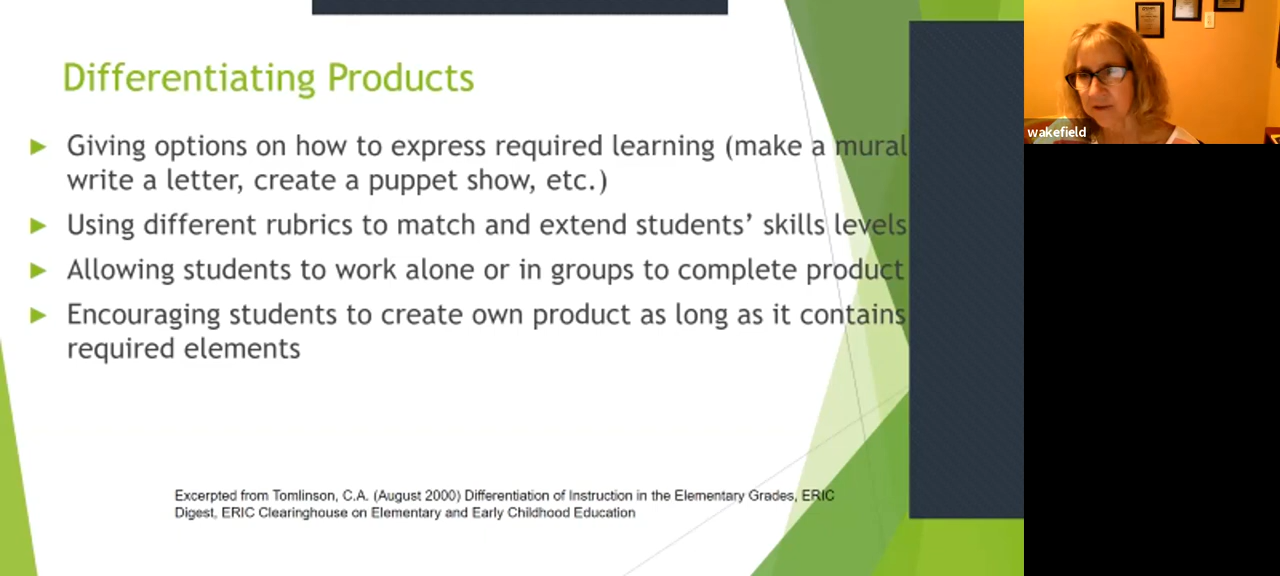 Differentiating Products
Giving options on how to express required learning (make a mural
write a letter, create a puppet show, etc.)
Using different rubrics to match and extend students’ skills levels
Allowing students to work alone or in groups to complete product
Encouraging students to create own product as long as it contains
required elements
Excerpted from Tomlinson, C.A. (August 2000) Differentiation of Instruction in the Elementary Grades, ERIC
Digest, ERIC Clearinghouse on Elementary and Early Childhood Education
wakefield